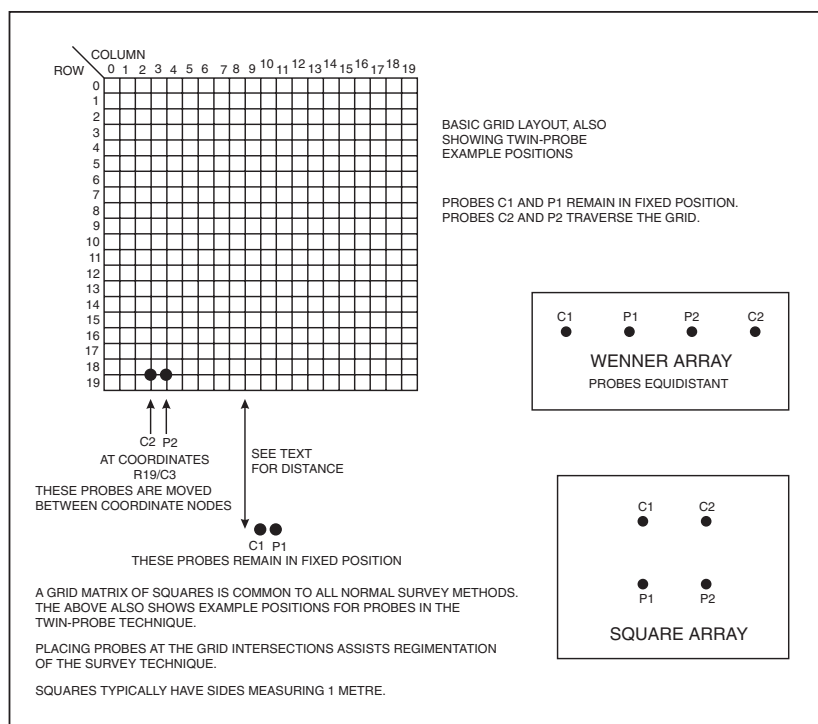 COLUMN
ROW
0 1 2 3 4 5 6 7 8 9 10 11 12 13 14 15 16 17 18 19
0
1
2
3
4
5
6
7
8
9
10
11
12
13
14
15
16
17
18
19
BASIC GRID LAYOUT, ALSO
SHOWING TWIN-PROBE
EXAMPLE POSITIONS
PROBES C1 AND P1 REMAIN IN FIXED POSITION.
PROBES C2 AND P2 TRAVERSE THE GRID.
C1 P1 P2 C2
WENNER ARRAY
PROBES EQUIDISTANT
C2 P2
AT COORDINATES
R19/C3
THESE PROBES ARE MOVED
BETWEEN COORDINATE NODES
SEE TEXT
FOR DISTANCE
C1 P1
THESE PROBES REMAIN IN FIXED POSITION
C1 C2
P1 P2
SQUARE ARRAY
A GRID MATRIX OF SQUARES IS COMMON TO ALL NORMAL SURVEY METHODS.
THE ABOVE ALSO SHOWS EXAMPLE POSITIONS FOR PROBES IN THE
TWIN-PROBE TECHNIQUE.
PLACING PROBES AT THE GRID INTERSECTIONS ASSISTS REGIMENTATION
OF THE SURVEY TECHNIQUE.
SQUARES TYPICALLY HAVE SIDES MEASURING 1 METRE.